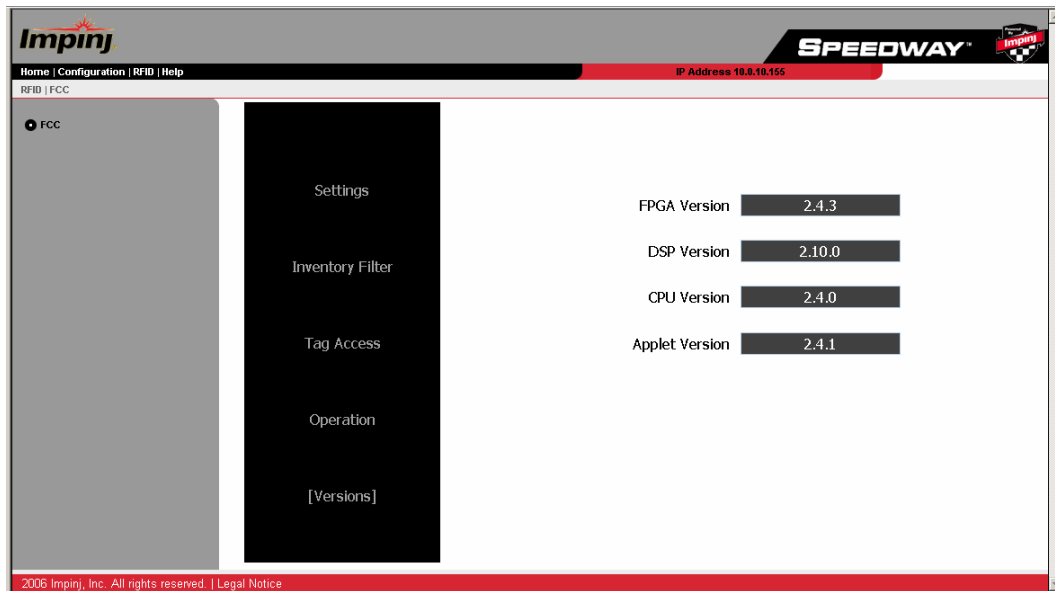 Impinj
SPEEDWAY™
Powered By Impinj
Home | Configuration | RFID | Help
IP Address 10.0.10.155
RFID | FCC
FCC
Settings
Inventory Filter
Tag Access
Operation
[Versions]
FPGA Version 2.4.3
DSP Version 2.10.0
CPU Version 2.4.0
Applet Version 2.4.1
2006 Impinj, Inc. All rights reserved. | Legal Notice